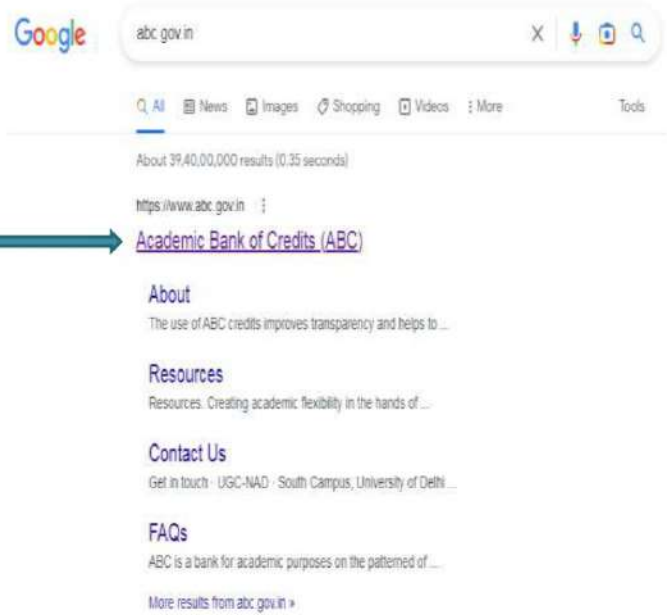 Google
abc gov.in
All News Images Shopping Videos More Tools
About 39,40,00,000 results (0.35 seconds)
https://www.abc.gov.in
Academic Bank of Credits (ABC)
About
The use of ABC credits improves transparency and helps to ...
Resources
Resources. Creating academic flexibility in the hands of ...
Contact Us
Get in touch · UGC-NAD · South Campus, University of Delhi ...
FAQs
ABC is a bank for academic purposes on the patterned of ...
More results from abc.gov.in »